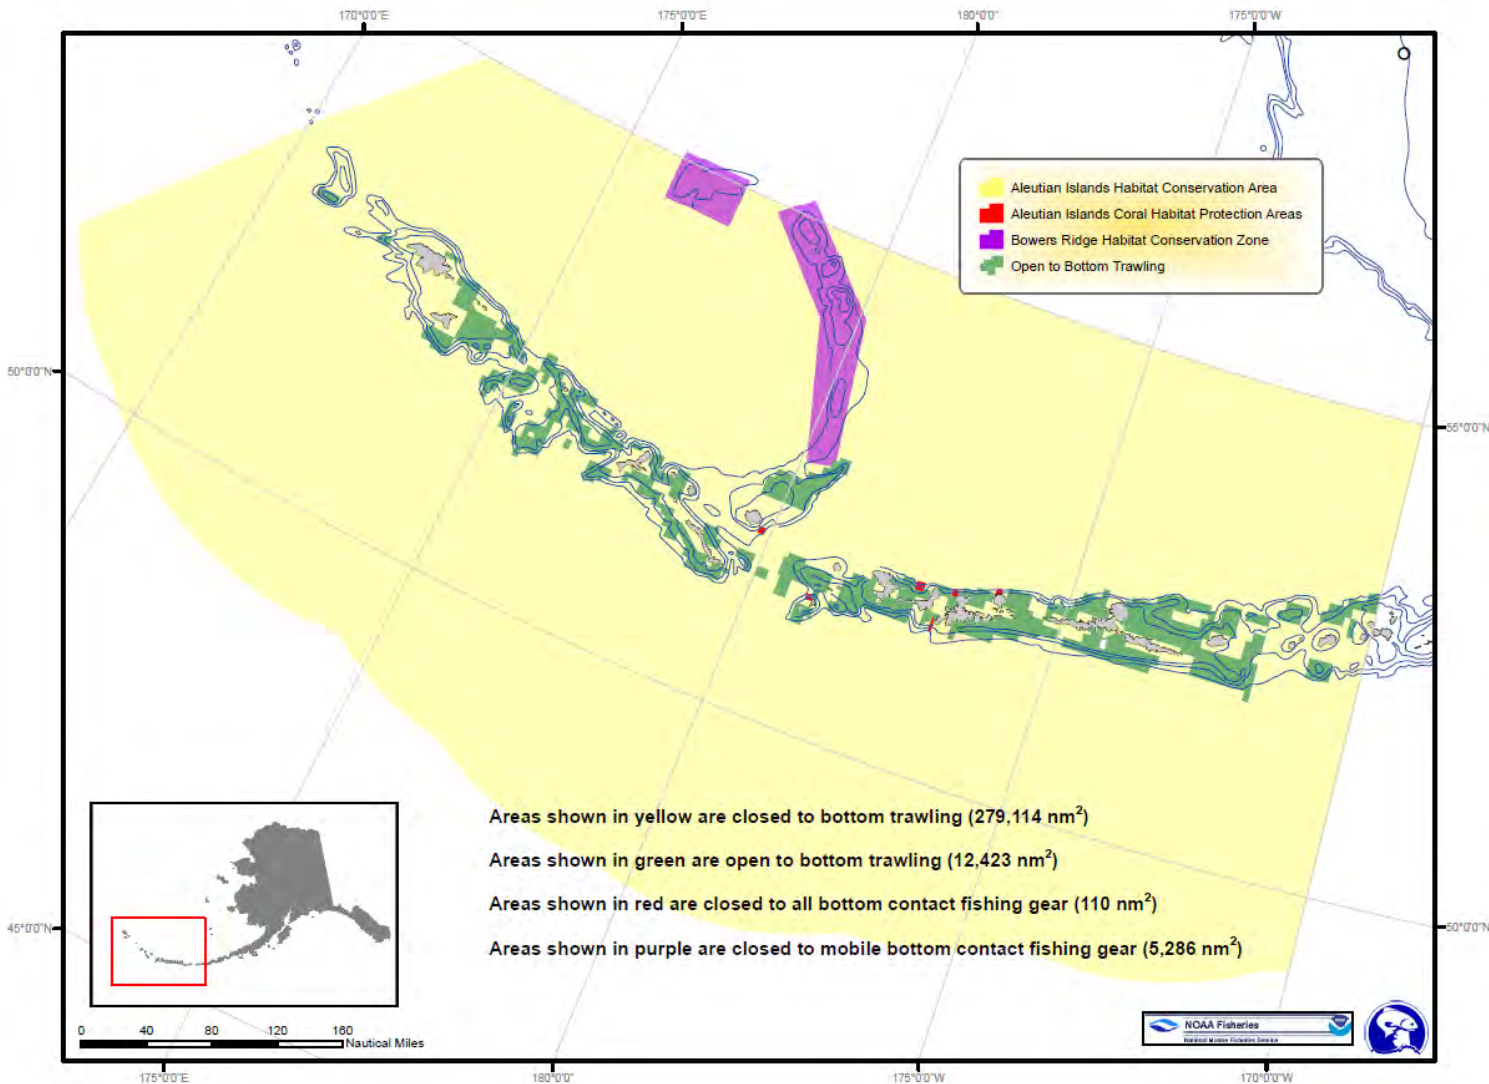 170°0'0"E
175°0'0"E
180°0'0"
175°0'0"W
Aleutian Islands Habitat Conservation Area
Aleutian Islands Coral Habitat Protection Areas
Bowers Ridge Habitat Conservation Zone
Open to Bottom Trawling
50°0'0"N
55°0'0"N
Areas shown in yellow are closed to bottom trawling (279,114 nm²)
Areas shown in green are open to bottom trawling (12,423 nm²)
Areas shown in red are closed to all bottom contact fishing gear (110 nm²)
Areas shown in purple are closed to mobile bottom contact fishing gear (5,286 nm²)
45°0'0"N
50°0'0"N
0 40 80 120 160
Nautical Miles
NOAA Fisheries
National Marine Fisheries Service
175°0'0"E
180°0'0"
175°0'0"W
170°0'0"W